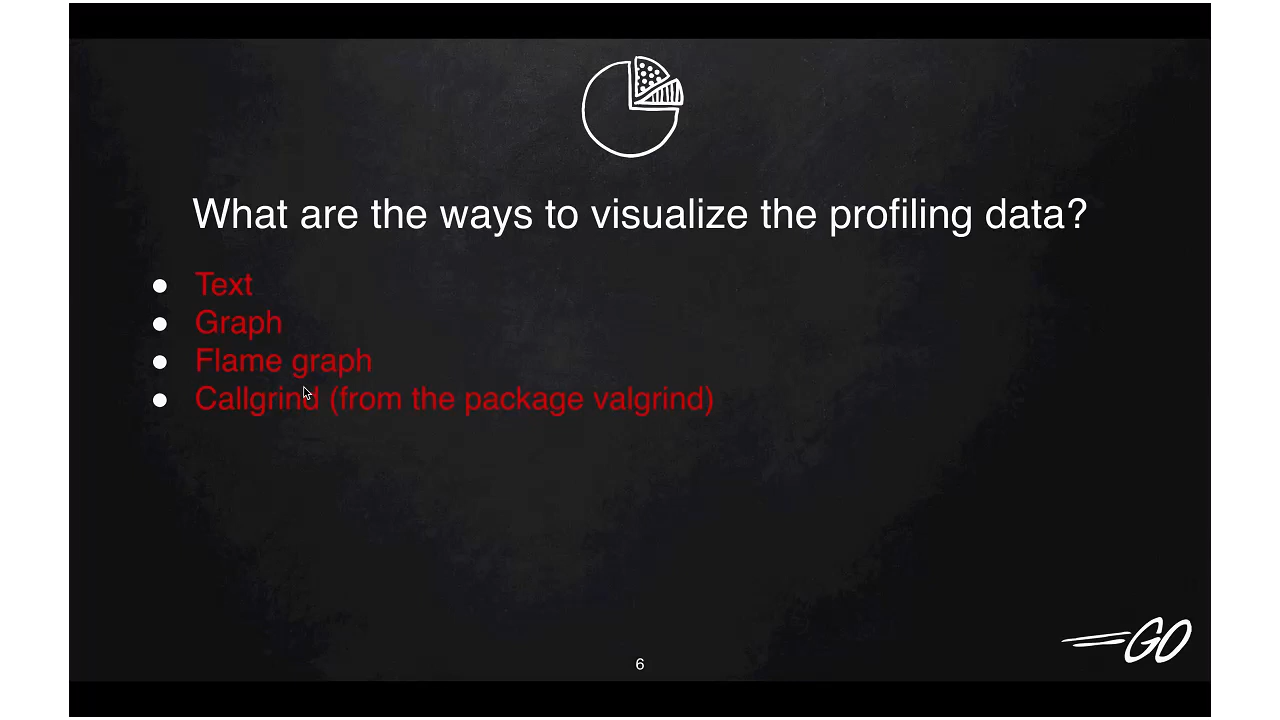 What are the ways to visualize the profiling data?
● Text
● Graph
● Flame graph
● Callgrind (from the package valgrind)
GO
6